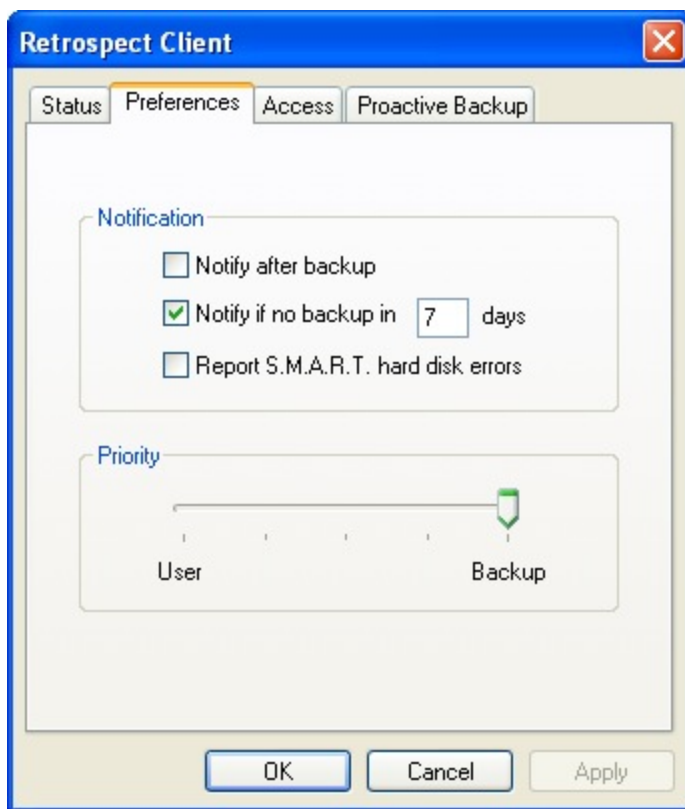 Retrospect Client
Status Preferences Access Proactive Backup
Notification
Notify after backup
Notify if no backup in 7 days
Report S.M.A.R.T. hard disk errors
Priority
User Backup
OK Cancel Apply